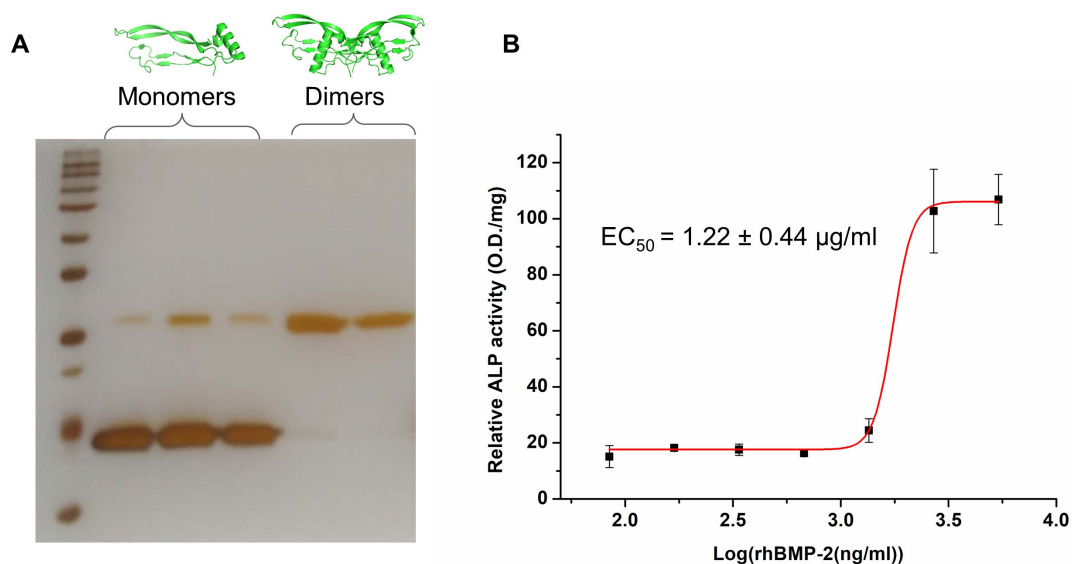 A
Monomers
Dimers
B
Relative ALP activity (O.D./mg)
120
100
80
60
40
20
0
EC₅₀ = 1.22 ± 0.44 µg/ml
2.0 2.5 3.0 3.5 4.0
Log(rhBMP-2(ng/ml))